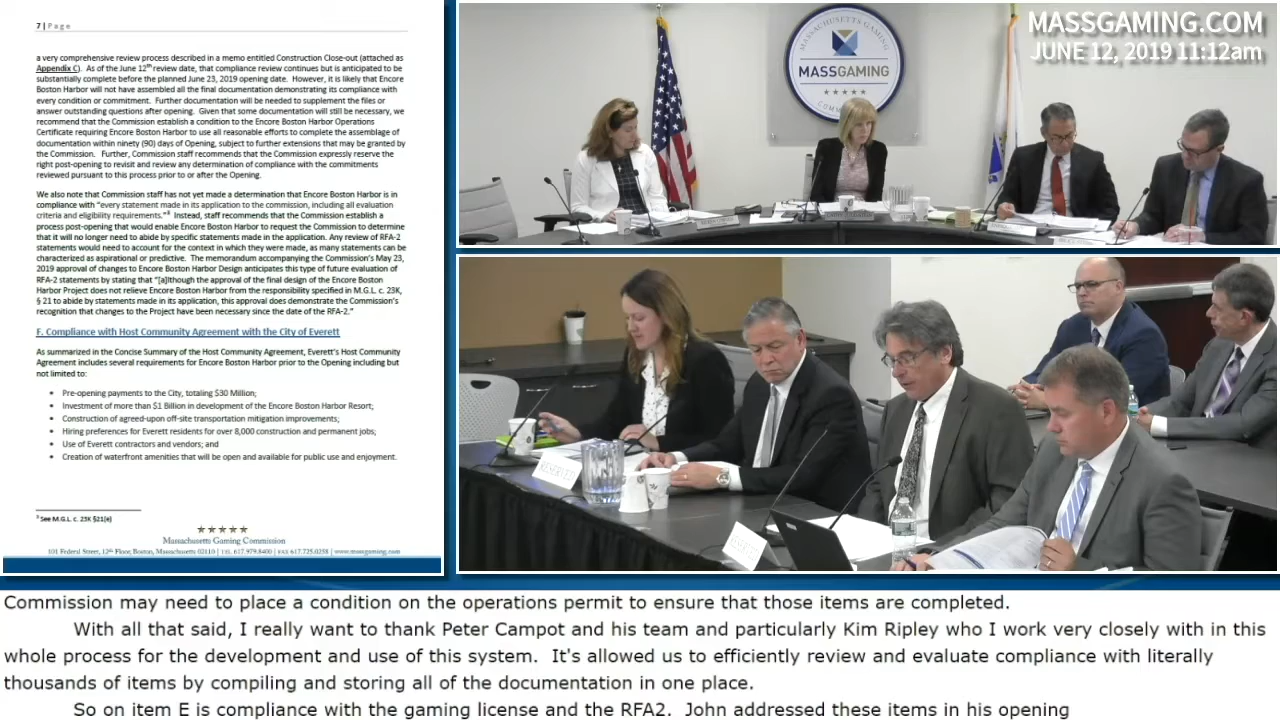 7 | P a g e
a very comprehensive review process described in a memo entitled Construction Close-out (attached as
Appendix C). As of the June 12th review date, that compliance review continues but is anticipated to be
substantially complete before the planned June 23, 2019 opening date. However, it is likely that Encore
Boston Harbor will not have assembled all the final documentation demonstrating its compliance with
every condition or commitment. Further documentation will be needed to supplement the files or
answer outstanding questions after opening. Given that some documentation will still be necessary, we
recommend that the Commission establish a condition to the Encore Boston Harbor Operations
Certificate requiring Encore Boston Harbor to use all reasonable efforts to complete the assemblage of
documentation within ninety (90) days of Opening, subject to further extensions that may be granted by
the Commission. Further, Commission staff recommends that the Commission expressly reserve the
right post-opening to revisit and review any determination of compliance with the commitments
reviewed pursuant to this process prior to or after the Opening.
We also note that Commission staff has not yet made a determination that Encore Boston Harbor is in
compliance with "every statement made in its application to the commission, including all evaluation
criteria and eligibility requirements."3 Instead, staff recommends that the Commission establish a
process post-opening that would enable Encore Boston Harbor to request the Commission to determine
that it will no longer need to abide by specific statements made in the application. Any review of RFA-2
statements would need to account for the context in which they were made, as many statements can be
characterized as aspirational or predictive. The memorandum accompanying the Commission's May 23,
2019 approval of changes to Encore Boston Harbor Design anticipates this type of future evaluation of
RFA-2 statements by stating that "[a]lthough the approval of the final design of the Encore Boston
Harbor Project does not relieve Encore Boston Harbor from the responsibility specified in M.G.L. c. 23K,
§ 21 to abide by statements made in its application, this approval does demonstrate the Commission's
recognition that changes to the Project have been necessary since the date of the RFA-2."
F. Compliance with Host Community Agreement with the City of Everett
As summarized in the Concise Summary of the Host Community Agreement, Everett's Host Community
Agreement includes several requirements for Encore Boston Harbor prior to the Opening including but
not limited to:
• Pre-opening payments to the City, totaling $30 Million;
• Investment of more than $1 Billion in development of the Encore Boston Harbor Resort;
• Construction of agreed-upon off-site transportation mitigation improvements;
• Hiring preferences for Everett residents for over 8,000 construction and permanent jobs;
• Use of Everett contractors and vendors; and
• Creation of waterfront amenities that will be open and available for public use and enjoyment.
3 See M.G.L. c. 23K §21(e)
★★★★★
Massachusetts Gaming Commission
101 Federal Street, 12th Floor, Boston, Massachusetts 02110 | TEL 617.979.8400 | FAX 617.725.0258 | www.massgaming.com
MASSACHUSETTS GAMING
MASSGAMING
★★★★★
MASSGAMING.COM
JUNE 12, 2019 11:12am
RESERVED
Commission may need to place a condition on the operations permit to ensure that those items are completed.
With all that said, I really want to thank Peter Campot and his team and particularly Kim Ripley who I work very closely with in this
whole process for the development and use of this system. It's allowed us to efficiently review and evaluate compliance with literally
thousands of items by compiling and storing all of the documentation in one place.
So on item E is compliance with the gaming license and the RFA2. John addressed these items in his opening